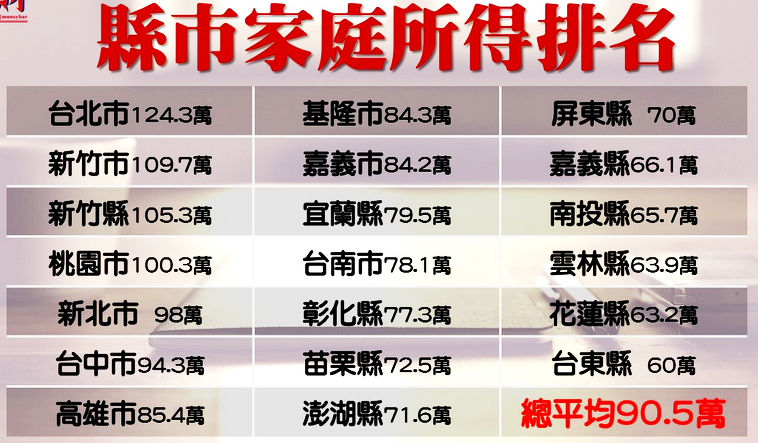 moneybar
縣市家庭所得排名
台北市124.3萬 基隆市84.3萬 屏東縣 70萬
新竹市109.7萬 嘉義市84.2萬 嘉義縣66.1萬
新竹縣105.3萬 宜蘭縣79.5萬 南投縣65.7萬
桃園市100.3萬 台南市78.1萬 雲林縣63.9萬
新北市 98萬 彰化縣77.3萬 花蓮縣63.2萬
台中市94.3萬 苗栗縣72.5萬 台東縣 60萬
高雄市85.4萬 澎湖縣71.6萬 總平均90.5萬